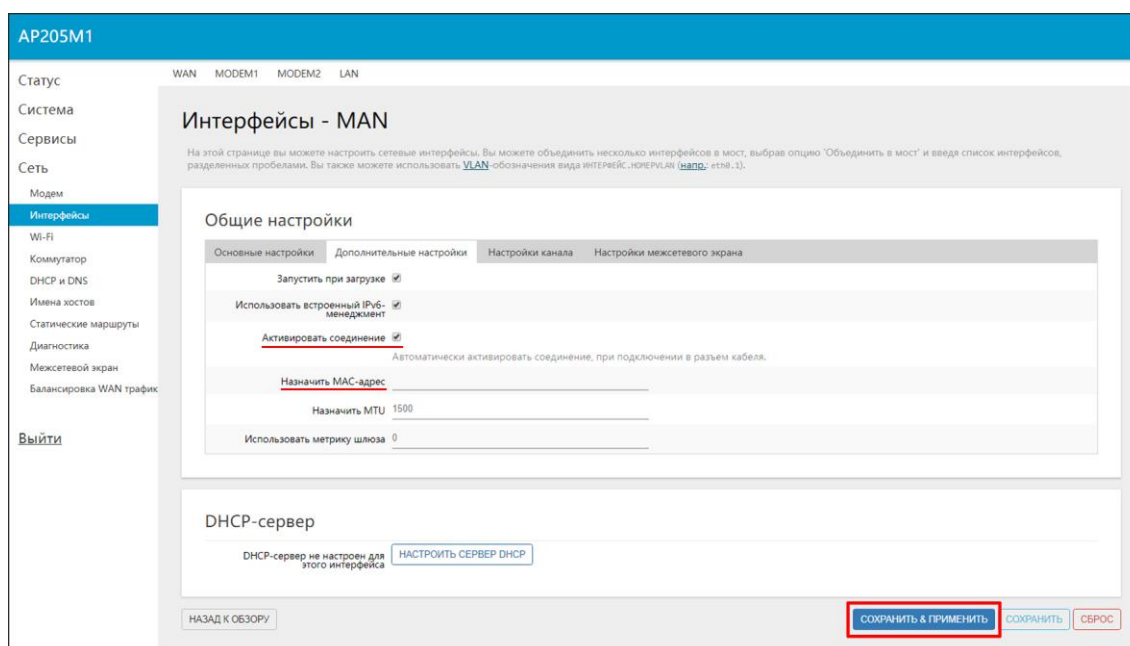 AP205M1
Статус
Система
Сервисы
Сеть
Модем
Интерфейсы
Wi-Fi
Коммутатор
DHCP и DNS
Имена хостов
Статические маршруты
Диагностика
Межсетевой экран
Балансировка WAN трафик
Выйти
WAN MODEM1 MODEM2 LAN
Интерфейсы - MAN
На этой странице вы можете настроить сетевые интерфейсы. Вы можете объединить несколько интерфейсов в мост, выбрав опцию 'Объединить в мост' и введя список интерфейсов,
разделенных пробелами. Вы также можете использовать VLAN-обозначения вида ИНТЕРФЕЙС.НОМЕРVLAN (напр.: eth0.1).
Общие настройки
Основные настройки Дополнительные настройки Настройки канала Настройки межсетевого экрана
Запустить при загрузке
Использовать встроенный IPv6-
менеджмент
Активировать соединение
Автоматически активировать соединение, при подключении в разъем кабеля.
Назначить MAC-адрес
Назначить MTU 1500
Использовать метрику шлюза 0
DHCP-сервер
DHCP-сервер не настроен для
этого интерфейса
НАСТРОИТЬ СЕРВЕР DHCP
НАЗАД К ОБЗОРУ СОХРАНИТЬ & ПРИМЕНИТЬ СОХРАНИТЬ СБРОС